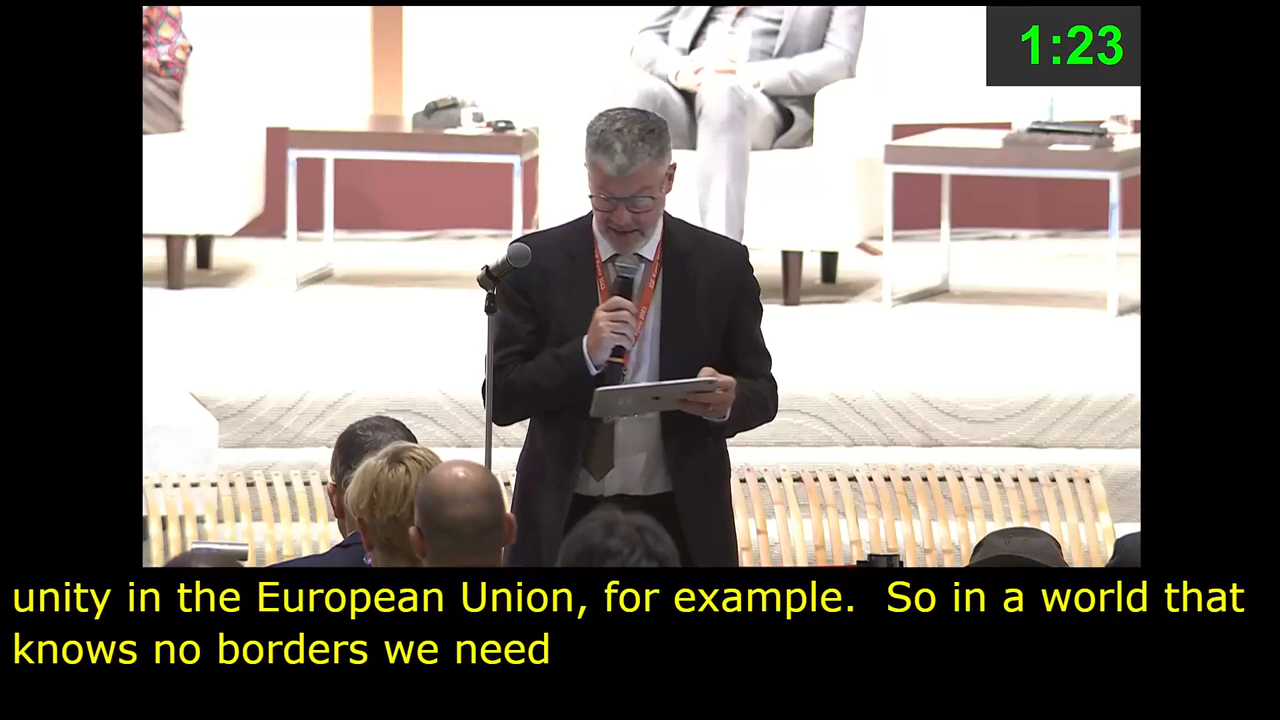 1:23
unity in the European Union, for example.  So in a world that
knows no borders we need